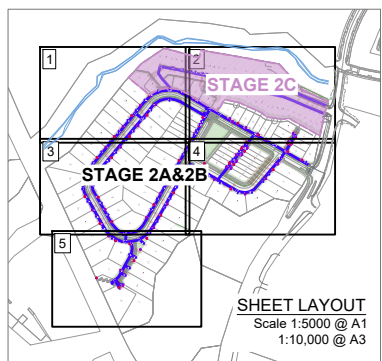 1
2
STAGE 2C
3
4
STAGE 2A&2B
5
SHEET LAYOUT
Scale 1:5000 @ A1
1:10,000 @ A3